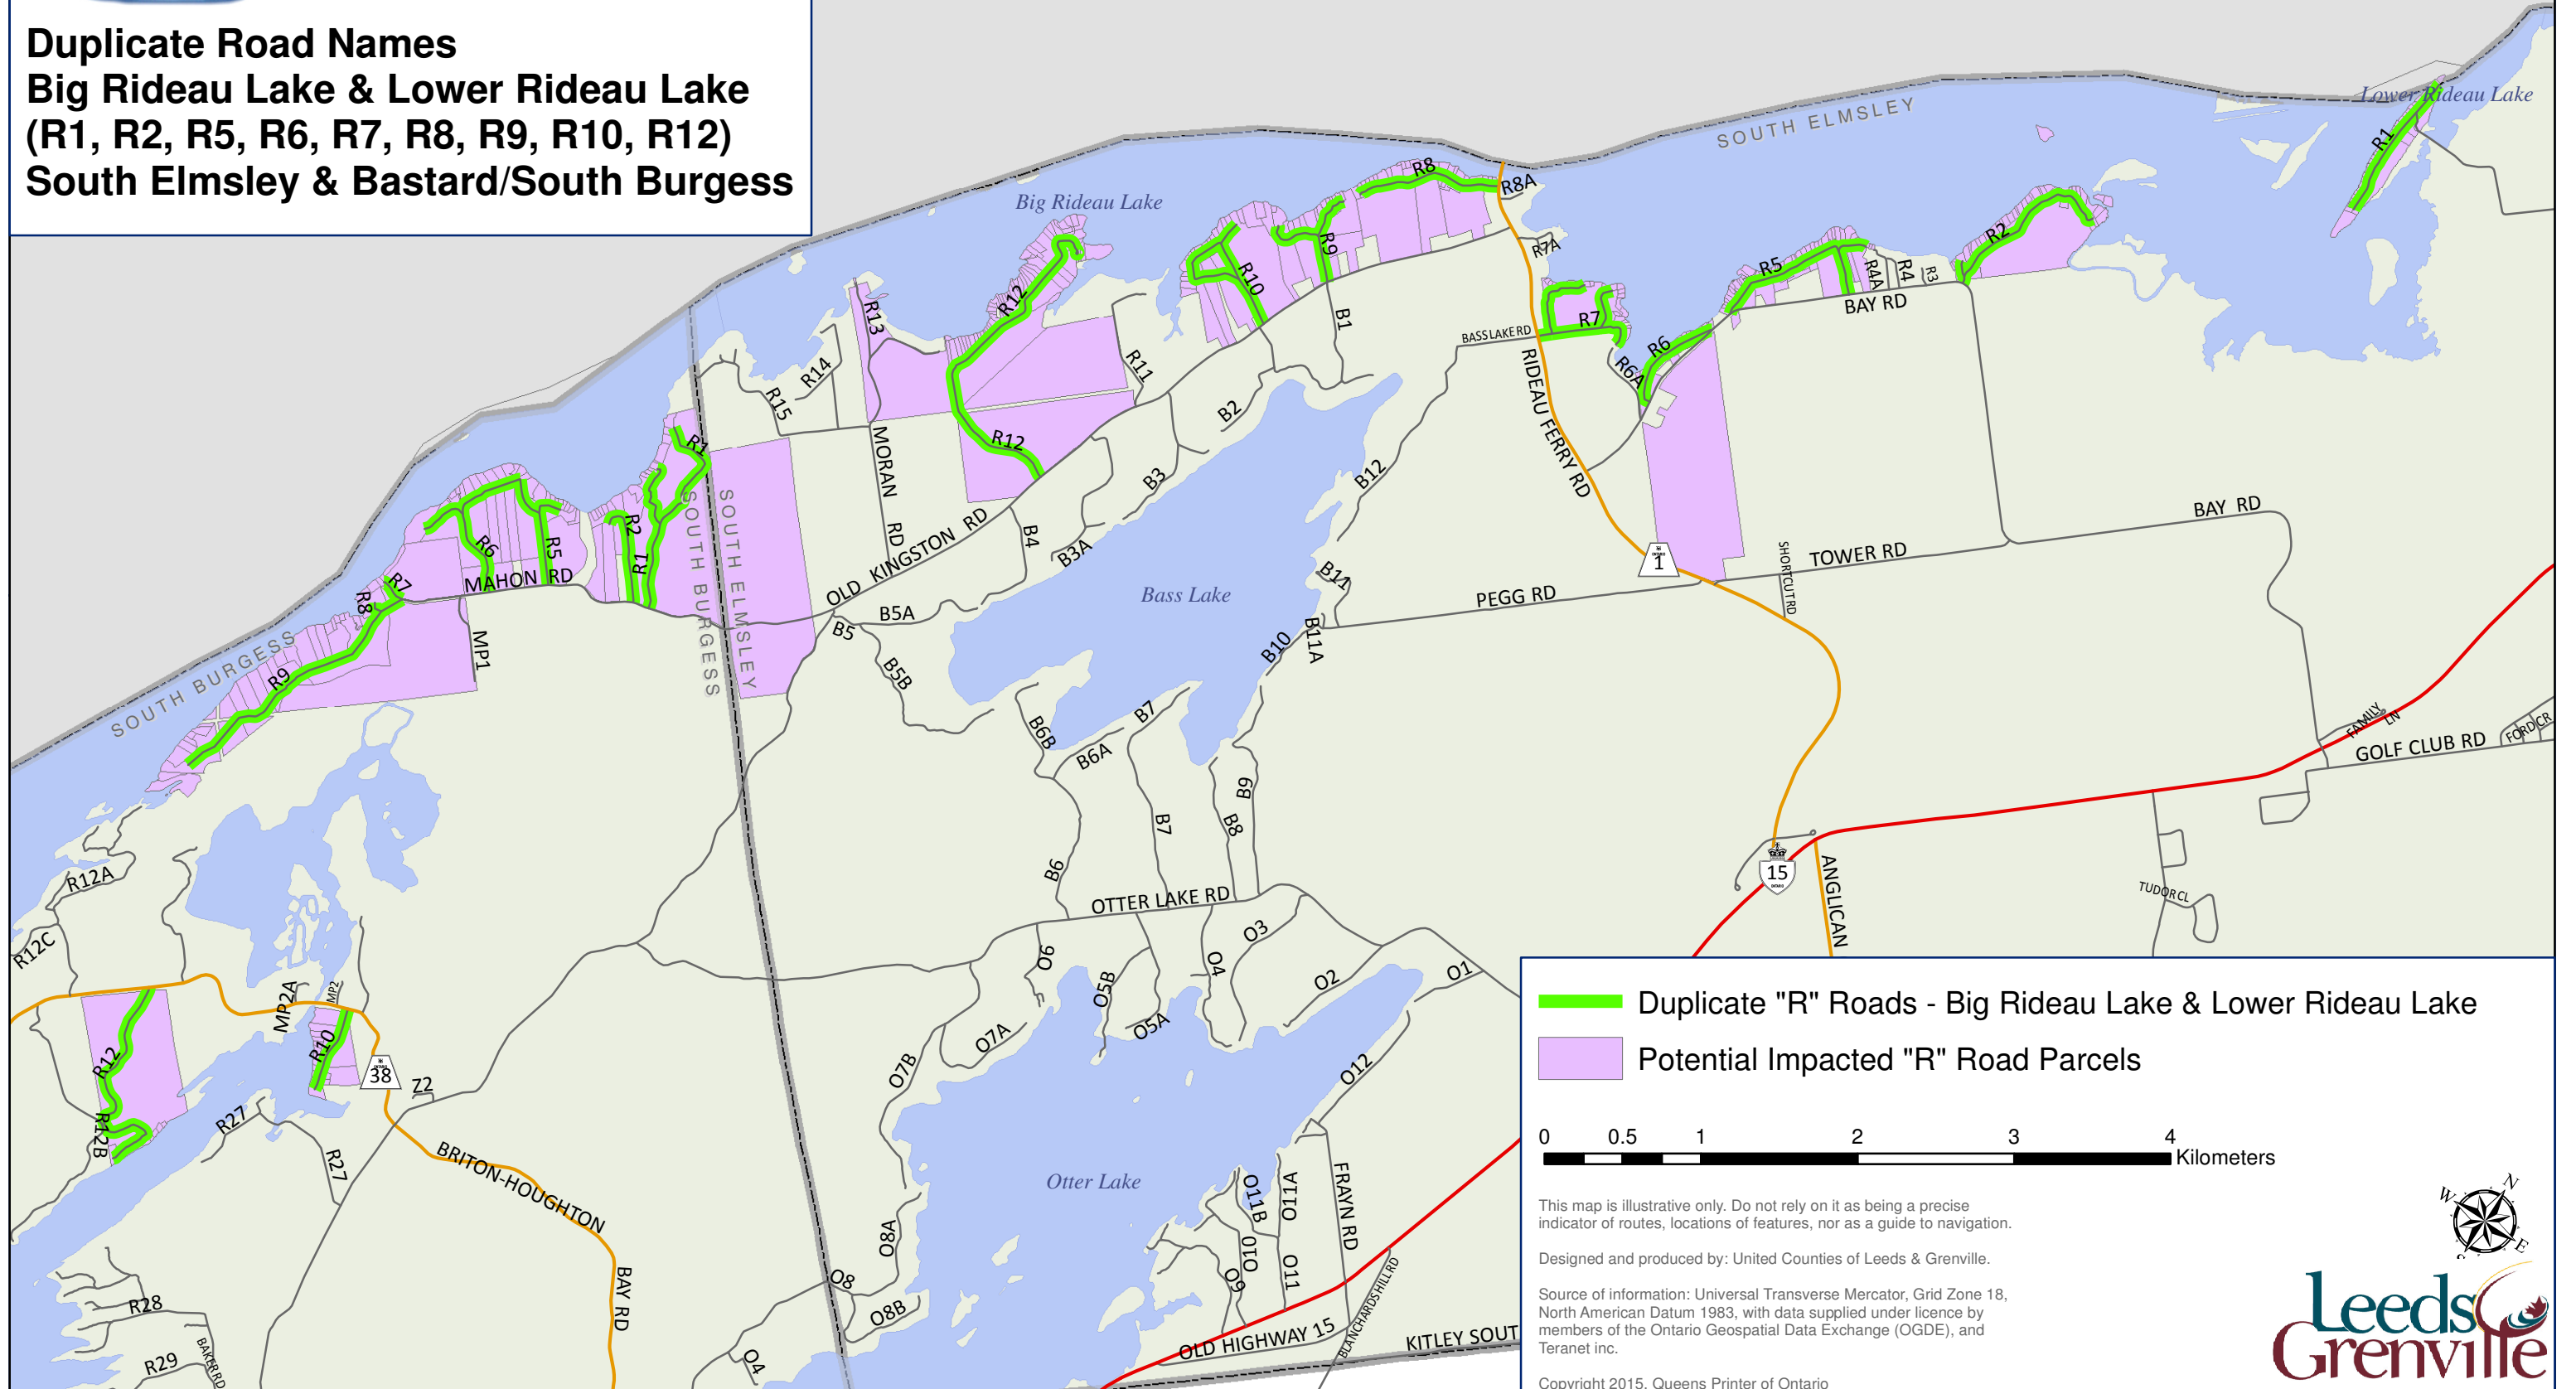 Duplicate Road Names
Big Rideau Lake & Lower Rideau Lake
(R1, R2, R5, R6, R7, R8, R9, R10, R12)
South Elmsley & Bastard/South Burgess
Lower Rideau Lake
SOUTH ELMSLEY
R1
Big Rideau Lake
R8
R8A
R2
R9
R7A
R10
R5
R4A
R4
R3
BAY RD
R12
R13
B1
BASS LAKE RD
R7
R6
R6A
R14
R11
R15
RIDEAU FERRY RD
B2
R1
R12
MORAN RD
B3
B12
SOUTH BURGESS
SOUTH ELMSLEY
BAY RD
R2
R6
R5
R1
OLD KINGSTON RD
B4
B3A
TOWER RD
SHORTCUT RD
1
MAHON RD
R7
R8
B11
PEGG RD
Bass Lake
B5A
B5
B11A
B10
MP1
SOUTH BURGESS
R9
B5B
B7
B6B
B6A
FAMILY LN
FORD CR
GOLF CLUB RD
B9
B7
B8
B6
15
ONTARIO
ANGLICAN
R12A
TUDOR CL
OTTER LAKE RD
R12C
O6
O3
O4
O5B
O2
O1
MP2A
MP2
O7A
O5A
R10
R12
O7B
O12
38
Z2
R27
R12B
R27
BRITON-HOUGHTON
BAY RD
Otter Lake
O11B
O11A
FRAYN RD
O8A
O10
O11
O9
O8
O8B
BLANCHARDS HILL RD
R28
BAKER RD
R29
O4
OLD HIGHWAY 15
KITLEY SOUT
Duplicate "R" Roads - Big Rideau Lake & Lower Rideau Lake
Potential Impacted "R" Road Parcels
0 0.5 1 2 3 4
Kilometers
This map is illustrative only. Do not rely on it as being a precise
indicator of routes, locations of features, nor as a guide to navigation.
Designed and produced by: United Counties of Leeds & Grenville.
Source of information: Universal Transverse Mercator, Grid Zone 18,
North American Datum 1983, with data supplied under licence by
members of the Ontario Geospatial Data Exchange (OGDE), and
Teranet inc.
Copyright 2015, Queens Printer of Ontario
N
W
E
S
Leeds
Grenville